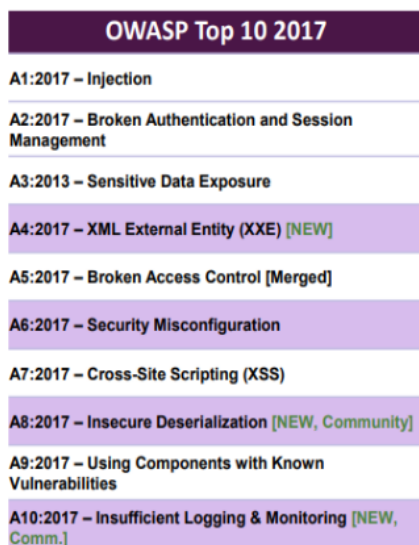 OWASP Top 10 2017
A1:2017 – Injection
A2:2017 – Broken Authentication and Session
Management
A3:2013 – Sensitive Data Exposure
A4:2017 – XML External Entity (XXE) [NEW]
A5:2017 – Broken Access Control [Merged]
A6:2017 – Security Misconfiguration
A7:2017 – Cross-Site Scripting (XSS)
A8:2017 – Insecure Deserialization [NEW, Community]
A9:2017 – Using Components with Known
Vulnerabilities
A10:2017 – Insufficient Logging & Monitoring [NEW,
Comm.]